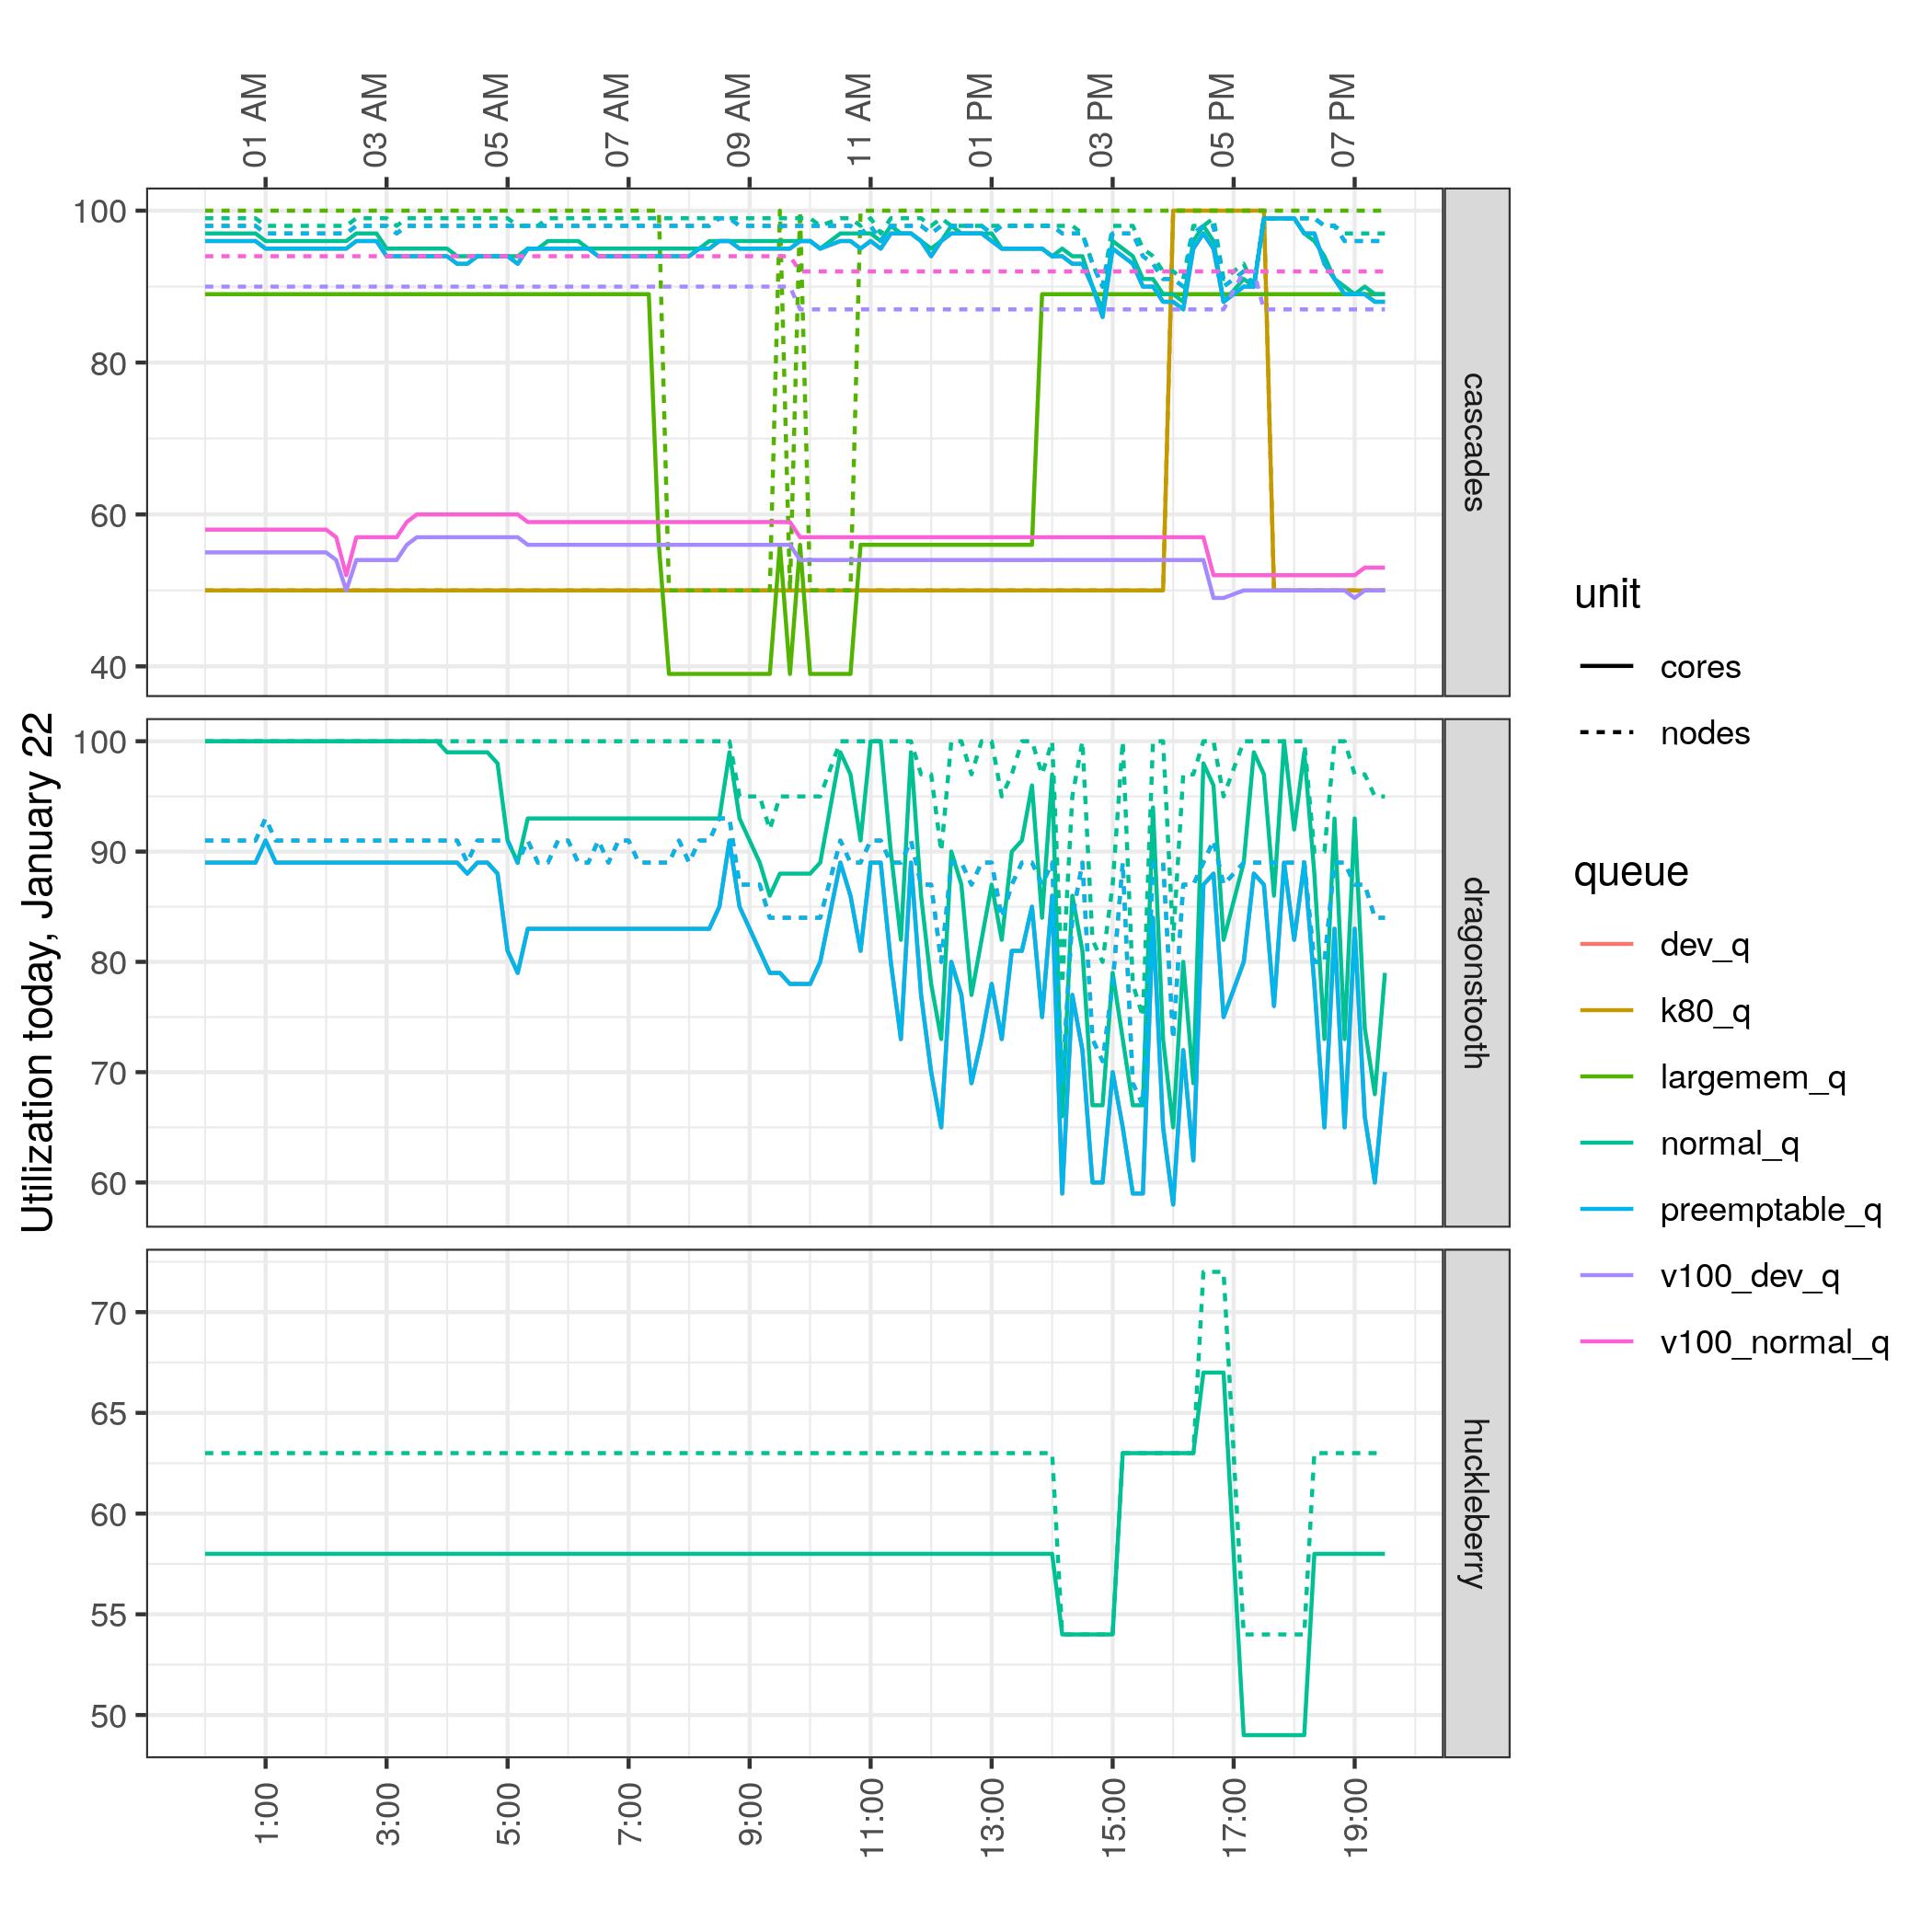 01 AM
03 AM
05 AM
07 AM
09 AM
11 AM
01 PM
03 PM
05 PM
07 PM
Utilization today, January 22
100
80
60
40
cascades
100
90
80
70
60
dragonstooth
70
65
60
55
50
huckleberry
1:00
3:00
5:00
7:00
9:00
11:00
13:00
15:00
17:00
19:00
unit
cores
nodes
queue
dev_q
k80_q
largemem_q
normal_q
preemptable_q
v100_dev_q
v100_normal_q